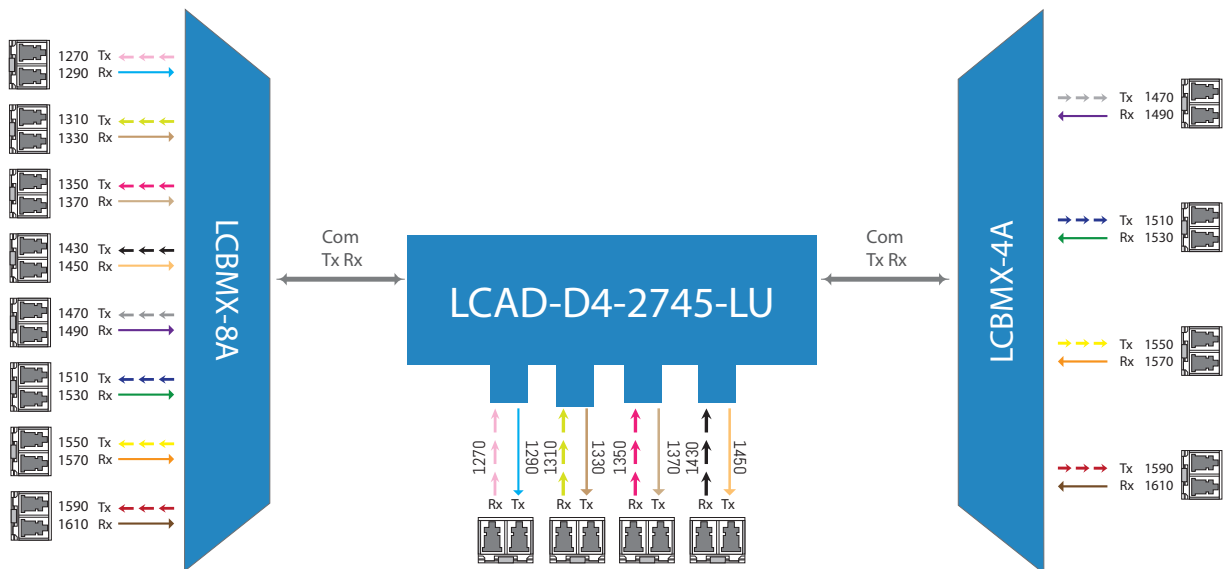 1270 Tx
1290 Rx
1310 Tx
1330 Rx
1350 Tx
1370 Rx
1430 Tx
1450 Rx
1470 Tx
1490 Rx
1510 Tx
1530 Rx
1550 Tx
1570 Rx
1590 Tx
1610 Rx
LCBMX-8A
Com
Tx Rx
LCAD-D4-2745-LU
1270
1290
1310
1330
1350
1370
1430
1450
Rx Tx
Rx Tx
Rx Tx
Rx Tx
Com
Tx Rx
LCBMX-4A
Tx 1470
Rx 1490
Tx 1510
Rx 1530
Tx 1550
Rx 1570
Tx 1590
Rx 1610